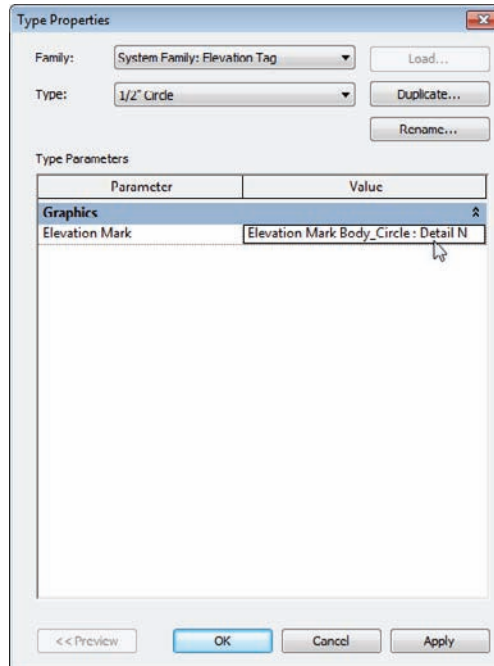 Type Properties
Family: System Family: Elevation Tag Load...
Type: 1/2" Circle Duplicate...
Rename...
Type Parameters
Parameter Value
Graphics
Elevation Mark Elevation Mark Body_Circle : Detail N
<< Preview OK Cancel Apply